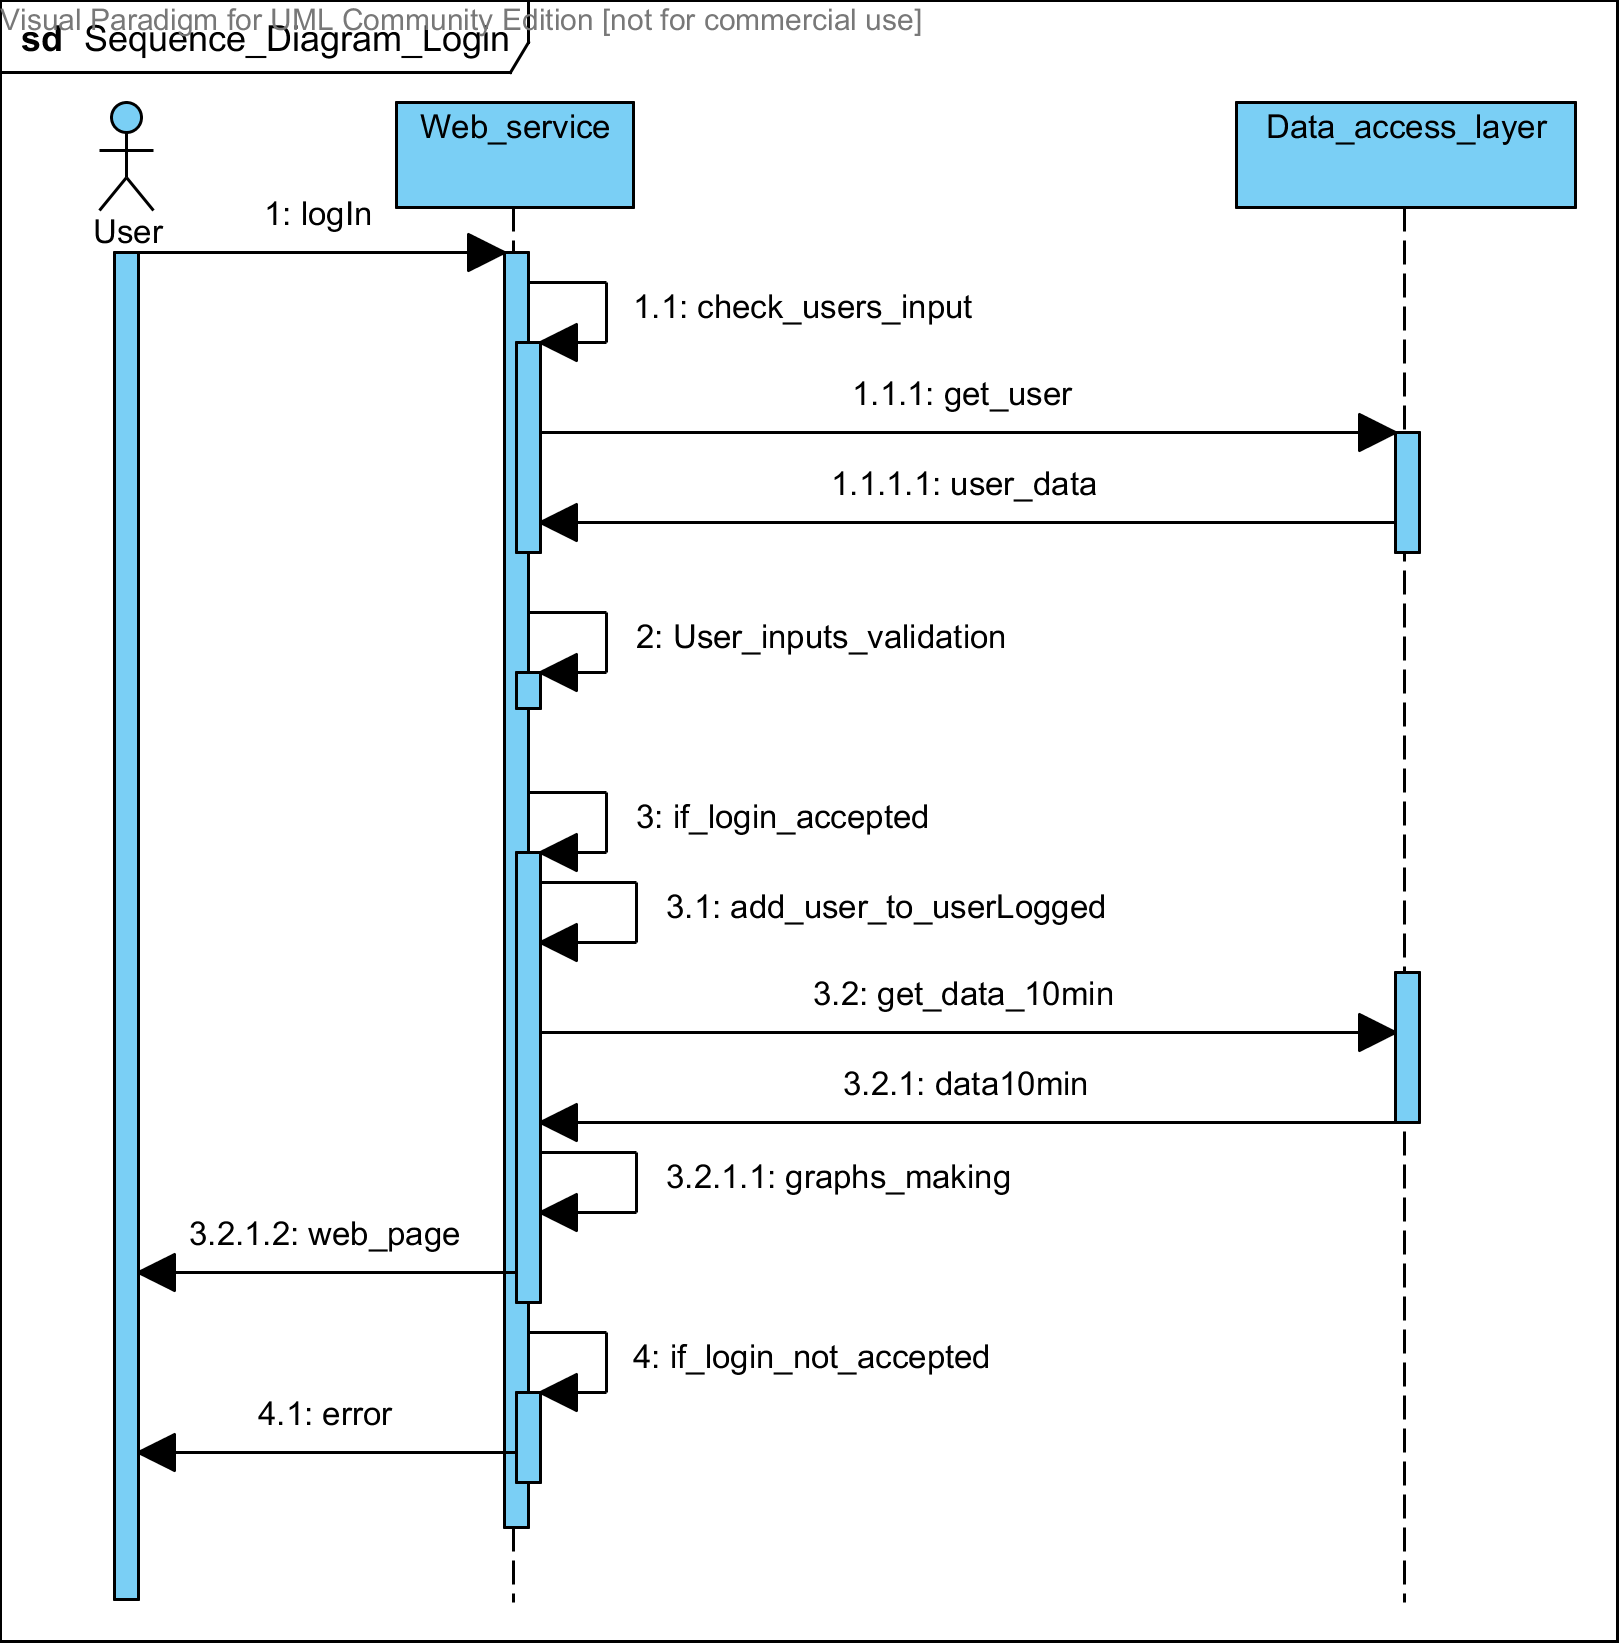 Visual Paradigm for UML Community Edition [not for commercial use]
sd Sequence_Diagram_Login
Web_service
Data_access_layer
User
1: logIn
1.1: check_users_input
1.1.1: get_user
1.1.1.1: user_data
2: User_inputs_validation
3: if_login_accepted
3.1: add_user_to_userLogged
3.2: get_data_10min
3.2.1: data10min
3.2.1.1: graphs_making
3.2.1.2: web_page
4: if_login_not_accepted
4.1: error